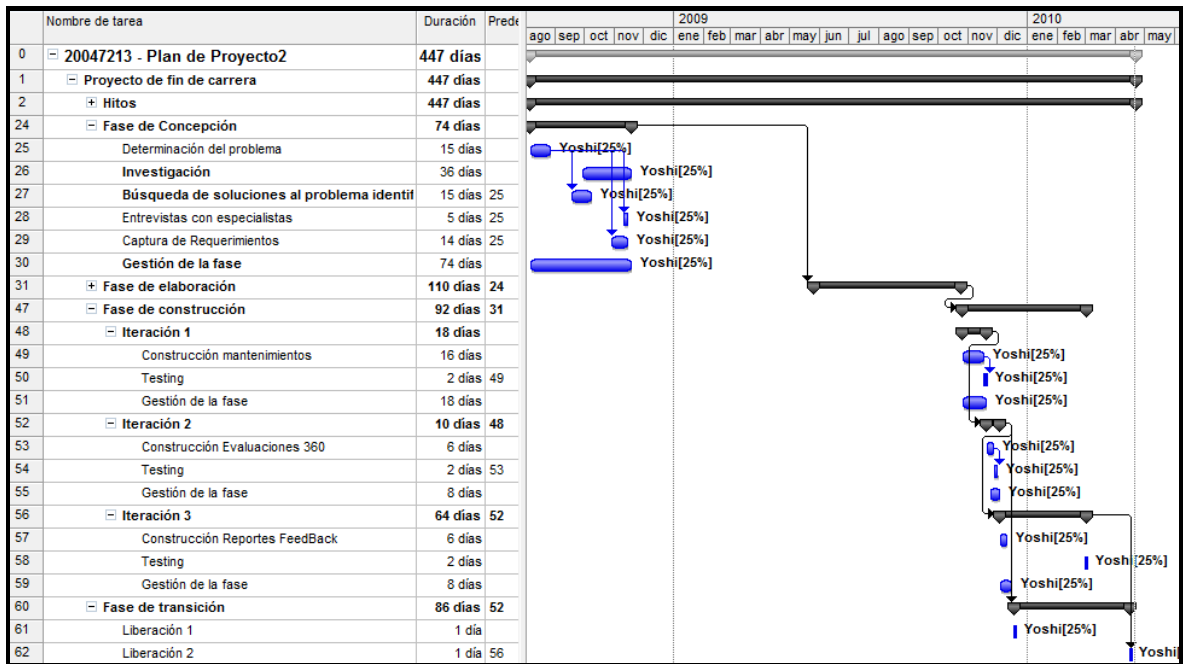 Nombre de tarea Duración Prede 2009 2010
ago sep oct nov dic ene feb mar abr may jun jul ago sep oct nov dic ene feb mar abr may
0 20047213 - Plan de Proyecto2 447 días
1 Proyecto de fin de carrera 447 días
2 Hitos 447 días
24 Fase de Concepción 74 días
25 Determinación del problema 15 días Yoshi[25%]
26 Investigación 36 días Yoshi[25%]
27 Búsqueda de soluciones al problema identif 15 días 25 Yoshi[25%]
28 Entrevistas con especialistas 5 días 25 Yoshi[25%]
29 Captura de Requerimientos 14 días 25 Yoshi[25%]
30 Gestión de la fase 74 días Yoshi[25%]
31 Fase de elaboración 110 días 24
47 Fase de construcción 92 días 31
48 Iteración 1 18 días
49 Construcción mantenimientos 16 días Yoshi[25%]
50 Testing 2 días 49 Yoshi[25%]
51 Gestión de la fase 18 días Yoshi[25%]
52 Iteración 2 10 días 48
53 Construcción Evaluaciones 360 6 días Yoshi[25%]
54 Testing 2 días 53 Yoshi[25%]
55 Gestión de la fase 8 días Yoshi[25%]
56 Iteración 3 64 días 52
57 Construcción Reportes FeedBack 6 días Yoshi[25%]
58 Testing 2 días Yoshi[25%]
59 Gestión de la fase 8 días Yoshi[25%]
60 Fase de transición 86 días 52
61 Liberación 1 1 día Yoshi[25%]
62 Liberación 2 1 día 56 Yoshi